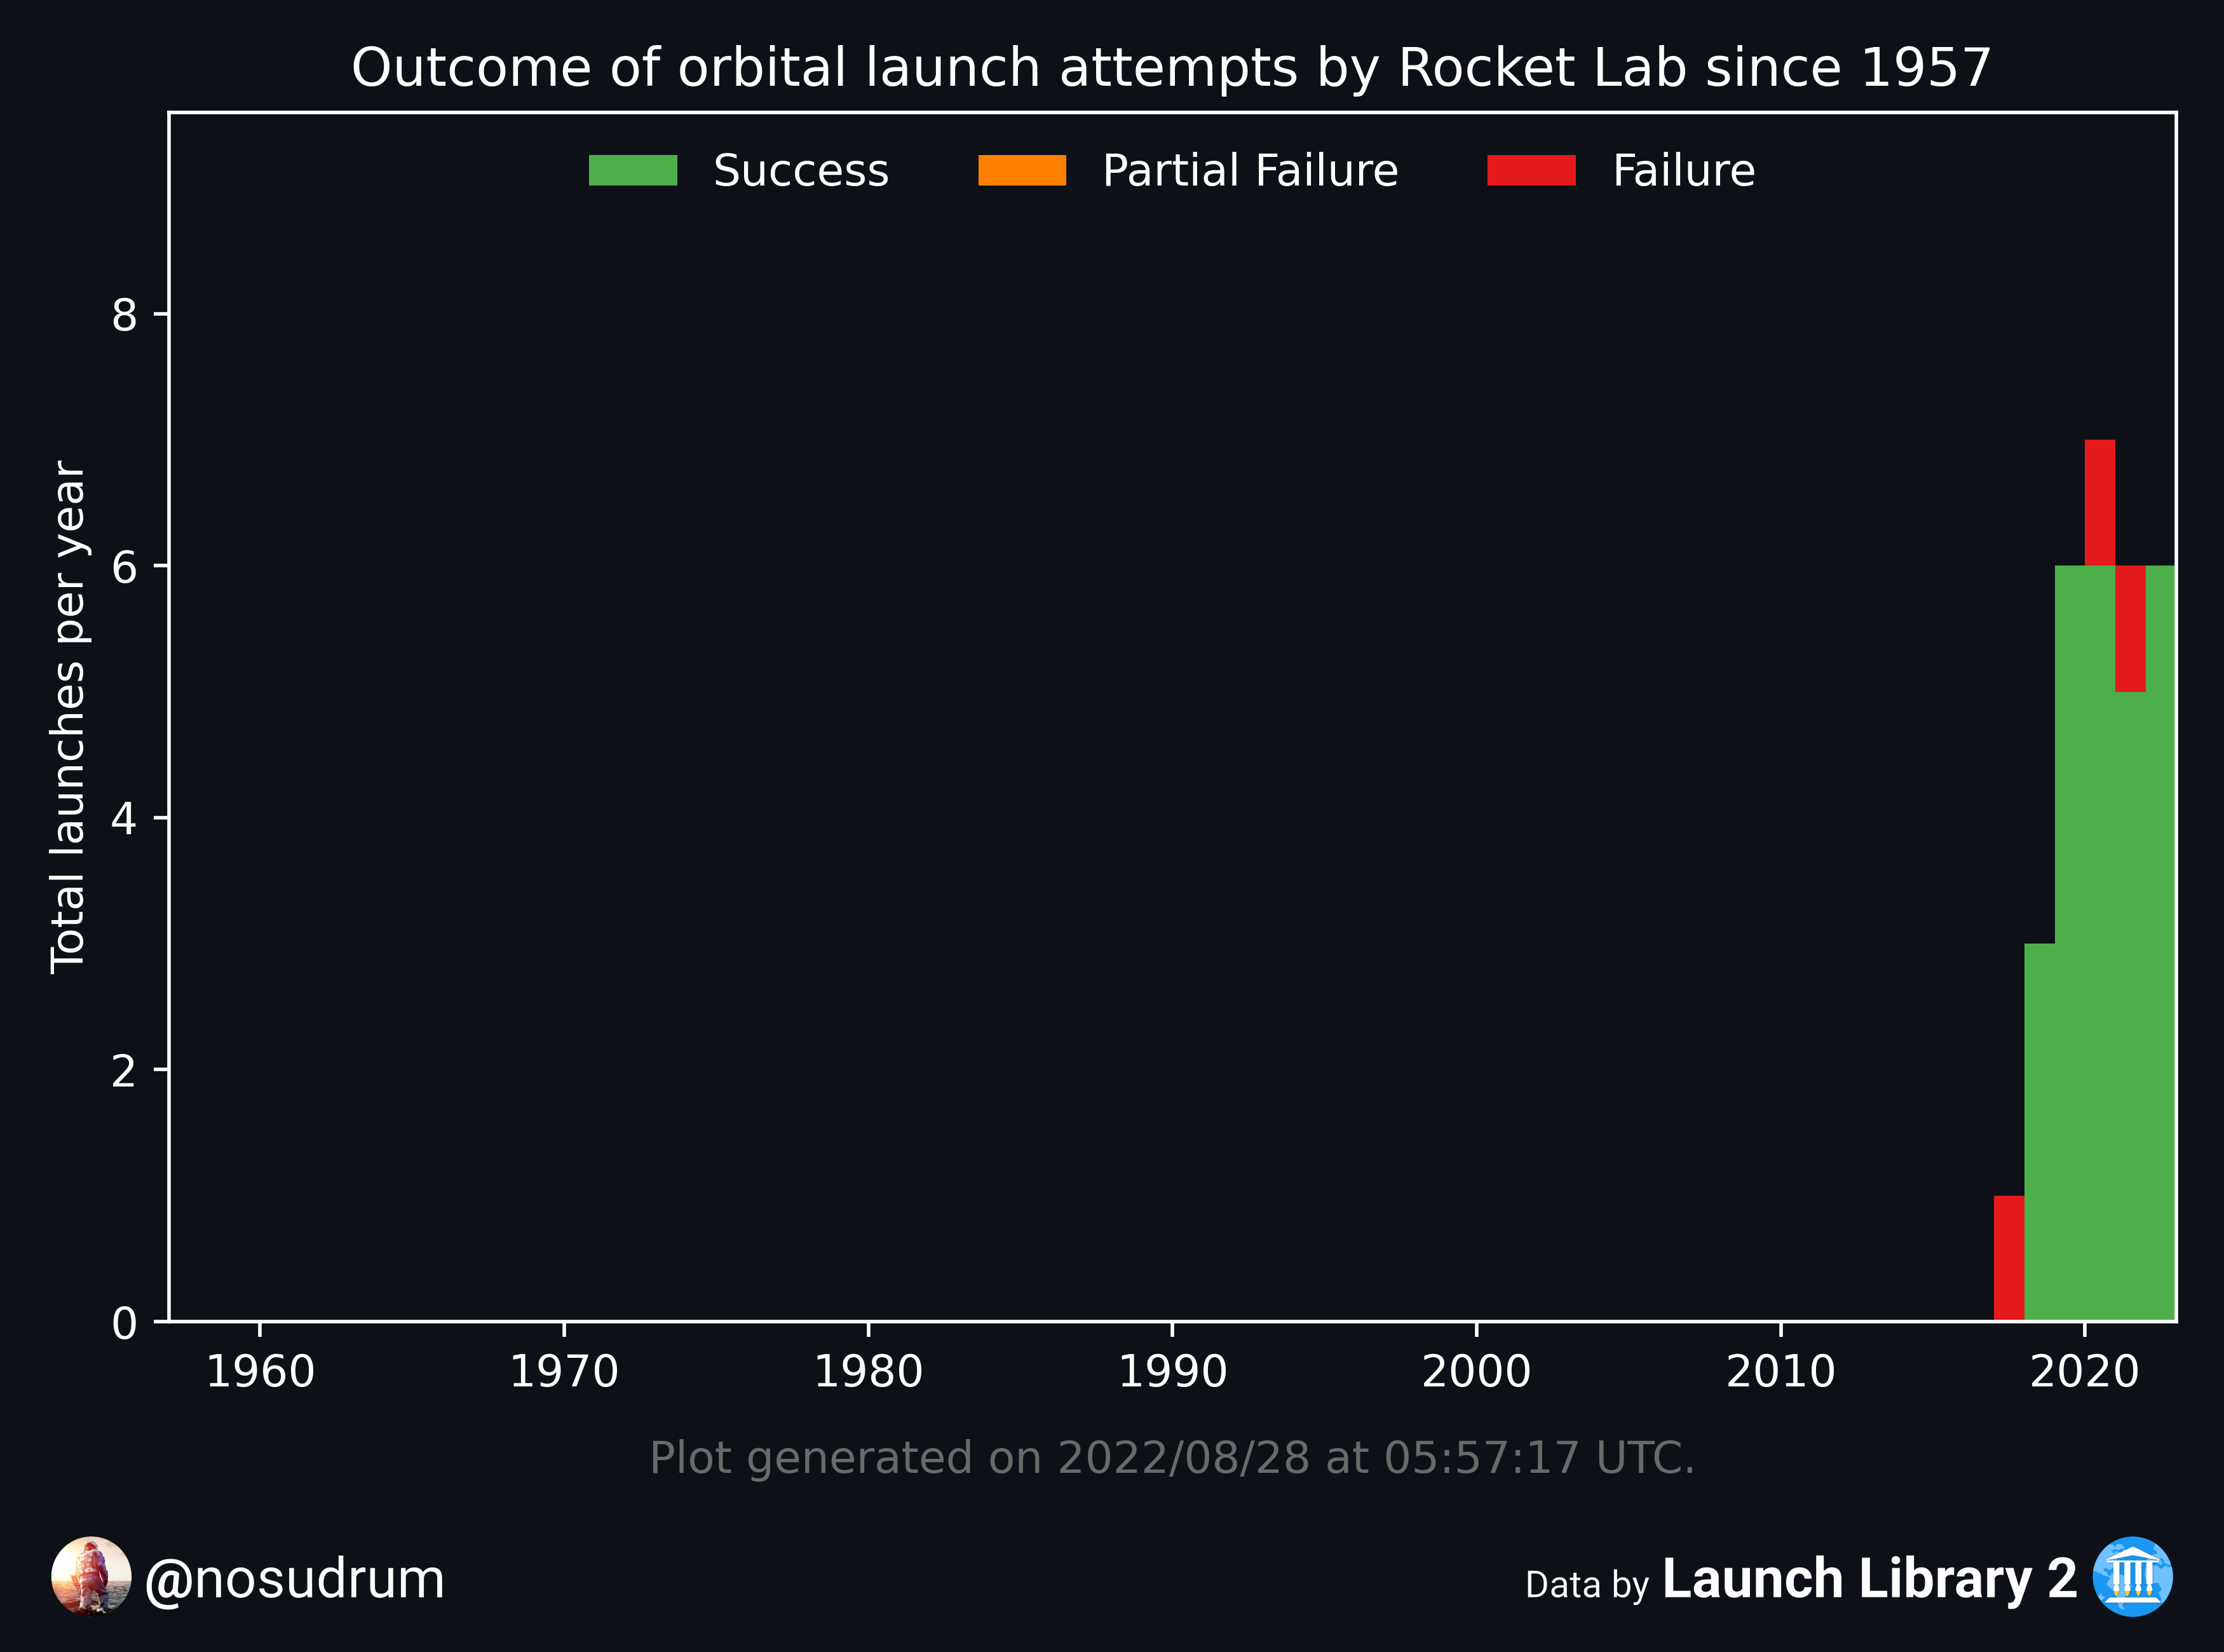 Outcome of orbital launch attempts by Rocket Lab since 1957
Success Partial Failure Failure
Total launches per year
8
6
4
2
0
1960 1970 1980 1990 2000 2010 2020
Plot generated on 2022/08/28 at 05:57:17 UTC.
@nosudrum
Data by Launch Library 2